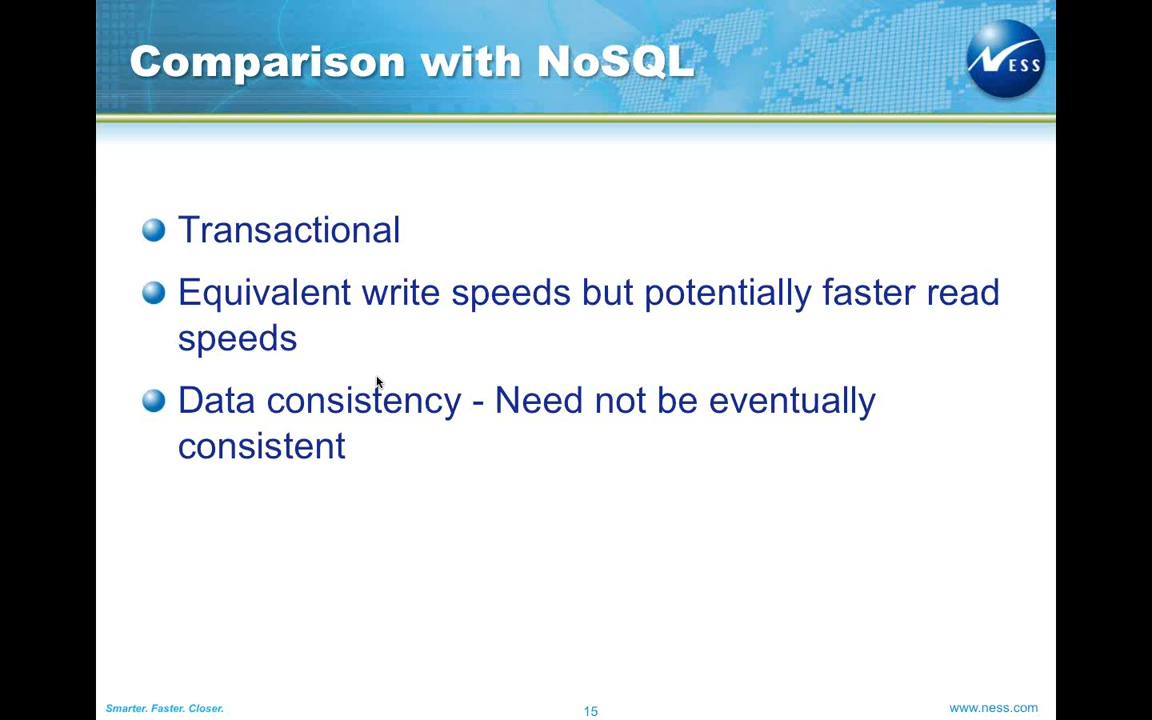 Comparison with NoSQL
NESS
Transactional
Equivalent write speeds but potentially faster read
speeds
Data consistency - Need not be eventually
consistent
Smarter. Faster. Closer.
15
www.ness.com